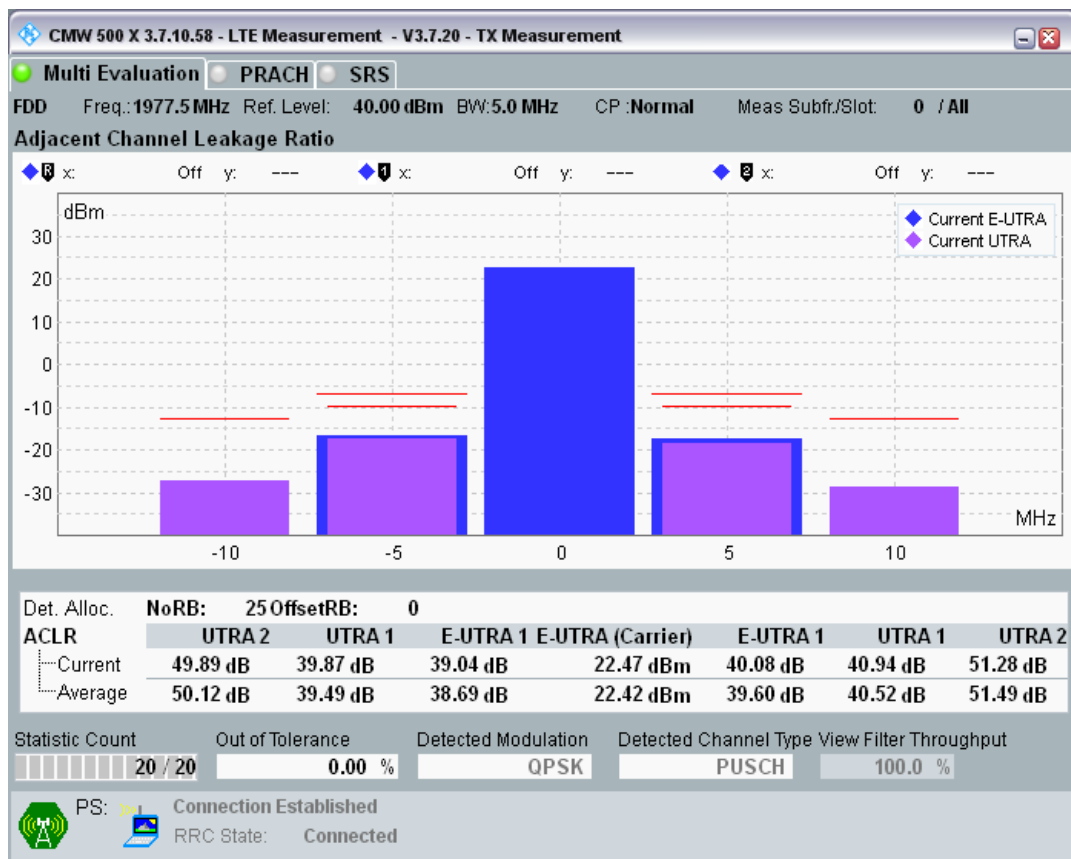 CMW 500 X 3.7.10.58 - LTE Measurement - V3.7.20 - TX Measurement
Multi Evaluation PRACH SRS
FDD Freq.:1977.5 MHz Ref. Level: 40.00 dBm BW:5.0 MHz CP :Normal Meas Subfr./Slot: 0 / All
Adjacent Channel Leakage Ratio
R x: Off y: --- 1 x: Off y: --- 2 x: Off y: ---
dBm
Current E-UTRA
Current UTRA
30
20
10
0
-10
-20
-30
MHz
-10 -5 0 5 10
Det. Alloc. NoRB: 25 OffsetRB: 0
ACLR UTRA 2 UTRA 1 E-UTRA 1 E-UTRA (Carrier) E-UTRA 1 UTRA 1 UTRA 2
Current 49.89 dB 39.87 dB 39.04 dB 22.47 dBm 40.08 dB 40.94 dB 51.28 dB
Average 50.12 dB 39.49 dB 38.69 dB 22.42 dBm 39.60 dB 40.52 dB 51.49 dB
Statistic Count Out of Tolerance Detected Modulation Detected Channel Type View Filter Throughput
20 / 20 0.00 % QPSK PUSCH 100.0 %
PS: Connection Established
RRC State: Connected